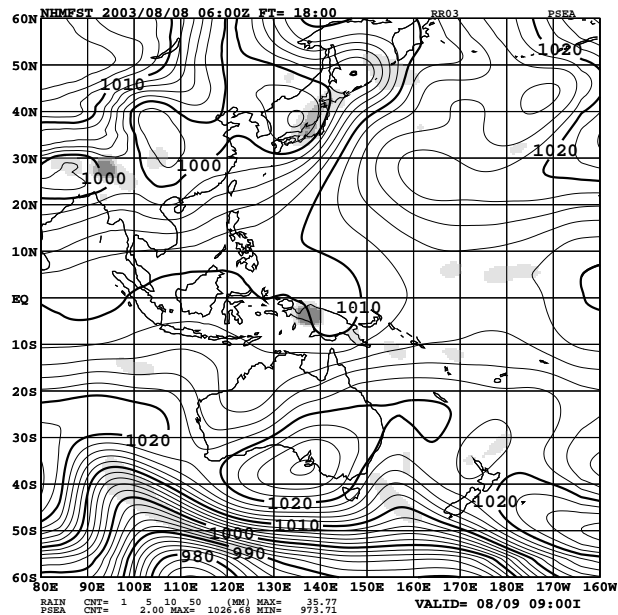 NHMFST 2003/08/08 06:00Z FT= 18:00 RR03 PSEA
60N
1020
50N
1010
40N
1020
30N
1000
1000
20N
10N
EQ
1010
10S
20S
30S
1020
40S
1020
1020
1010
50S
1000
990
980
60S
80E 90E 100E 110E 120E 130E 140E 150E 160E 170E 180E 170W 160W
RAIN CNT= 1 5 10 50 (MM) MAX= 35.77
PSEA CNT= 2.00 MAX= 1026.68 MIN= 973.71
VALID= 08/09 09:00I